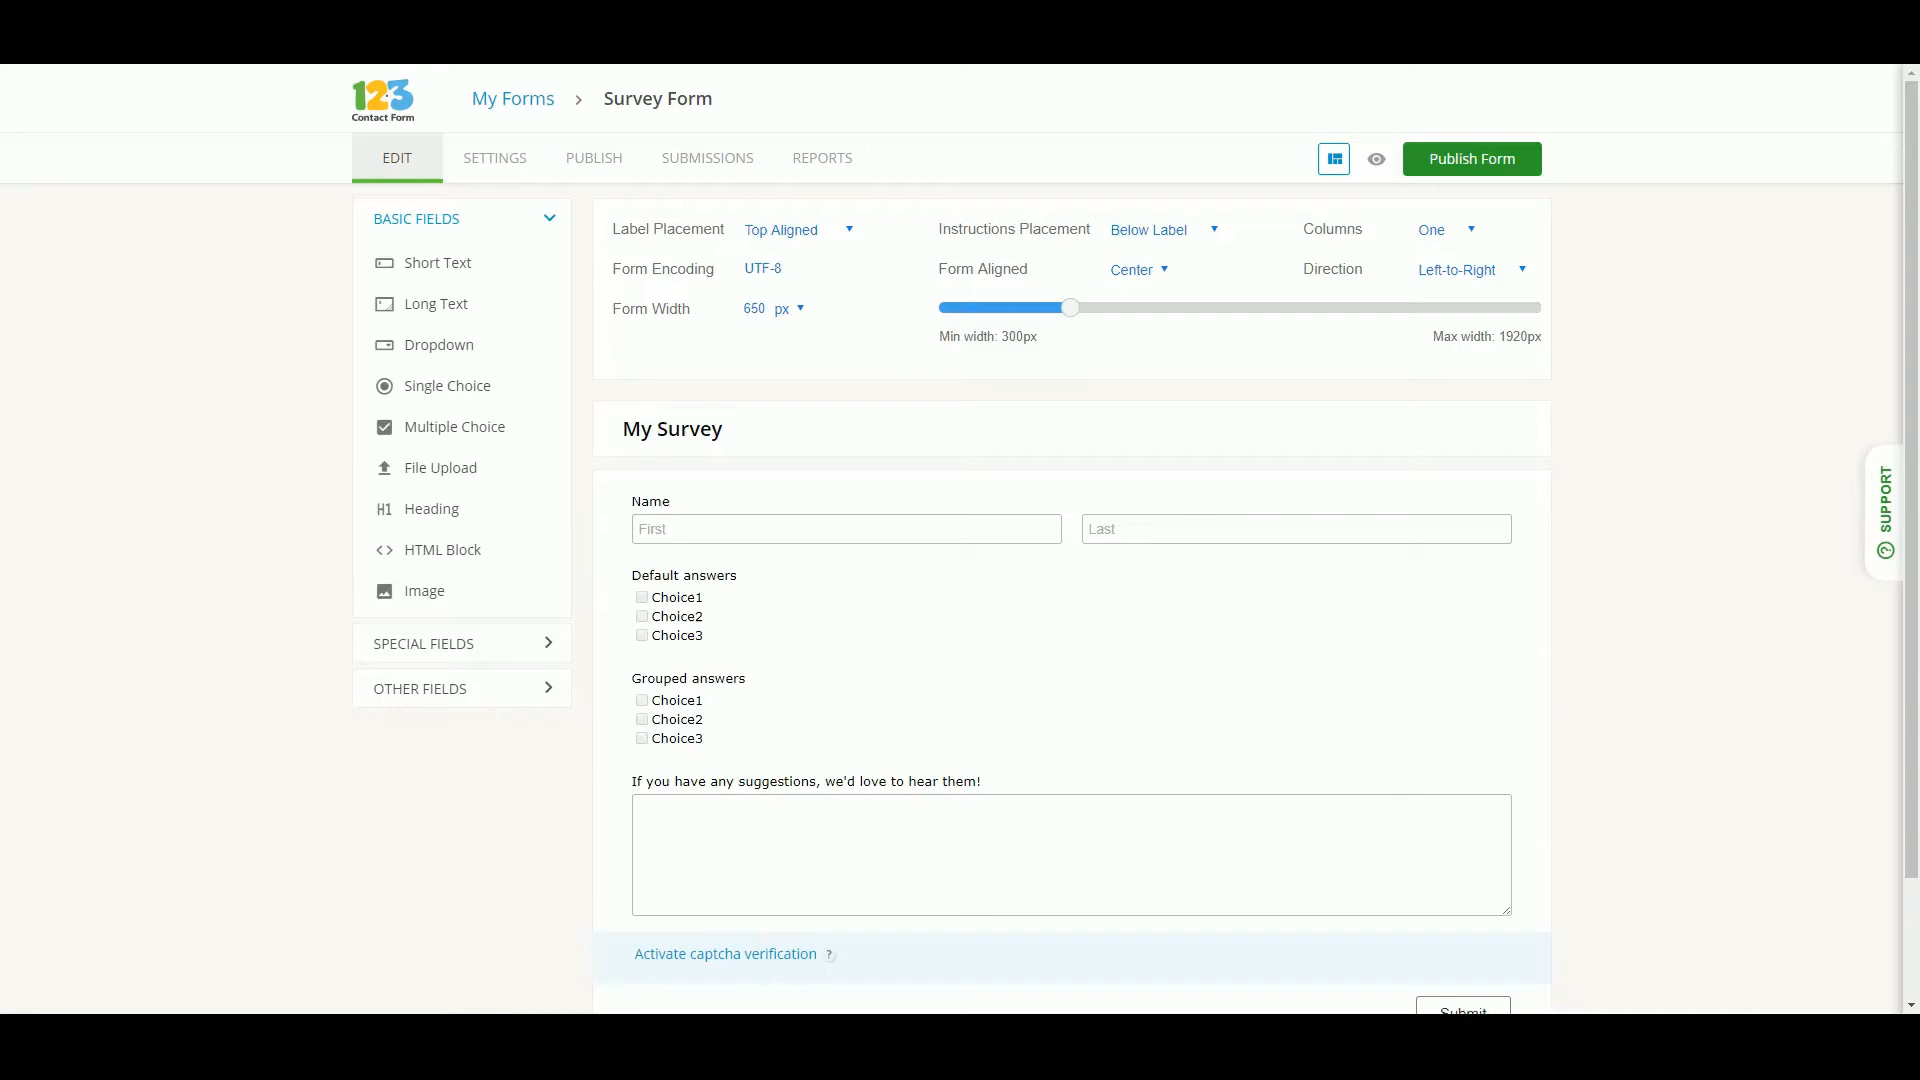 123
Contact Form
My Forms > Survey Form
EDIT SETTINGS PUBLISH SUBMISSIONS REPORTS Publish Form
BASIC FIELDS
Short Text
Long Text
Dropdown
Single Choice
Multiple Choice
File Upload
H1 Heading
<> HTML Block
Image
SPECIAL FIELDS
OTHER FIELDS
Label Placement Top Aligned Instructions Placement Below Label Columns One
Form Encoding UTF-8 Form Aligned Center Direction Left-to-Right
Form Width 650 px
Min width: 300px Max width: 1920px
My Survey
Name
First Last
Default answers
Choice1
Choice2
Choice3
Grouped answers
Choice1
Choice2
Choice3
If you have any suggestions, we'd love to hear them!
Activate captcha verification ?
Submit
? SUPPORT